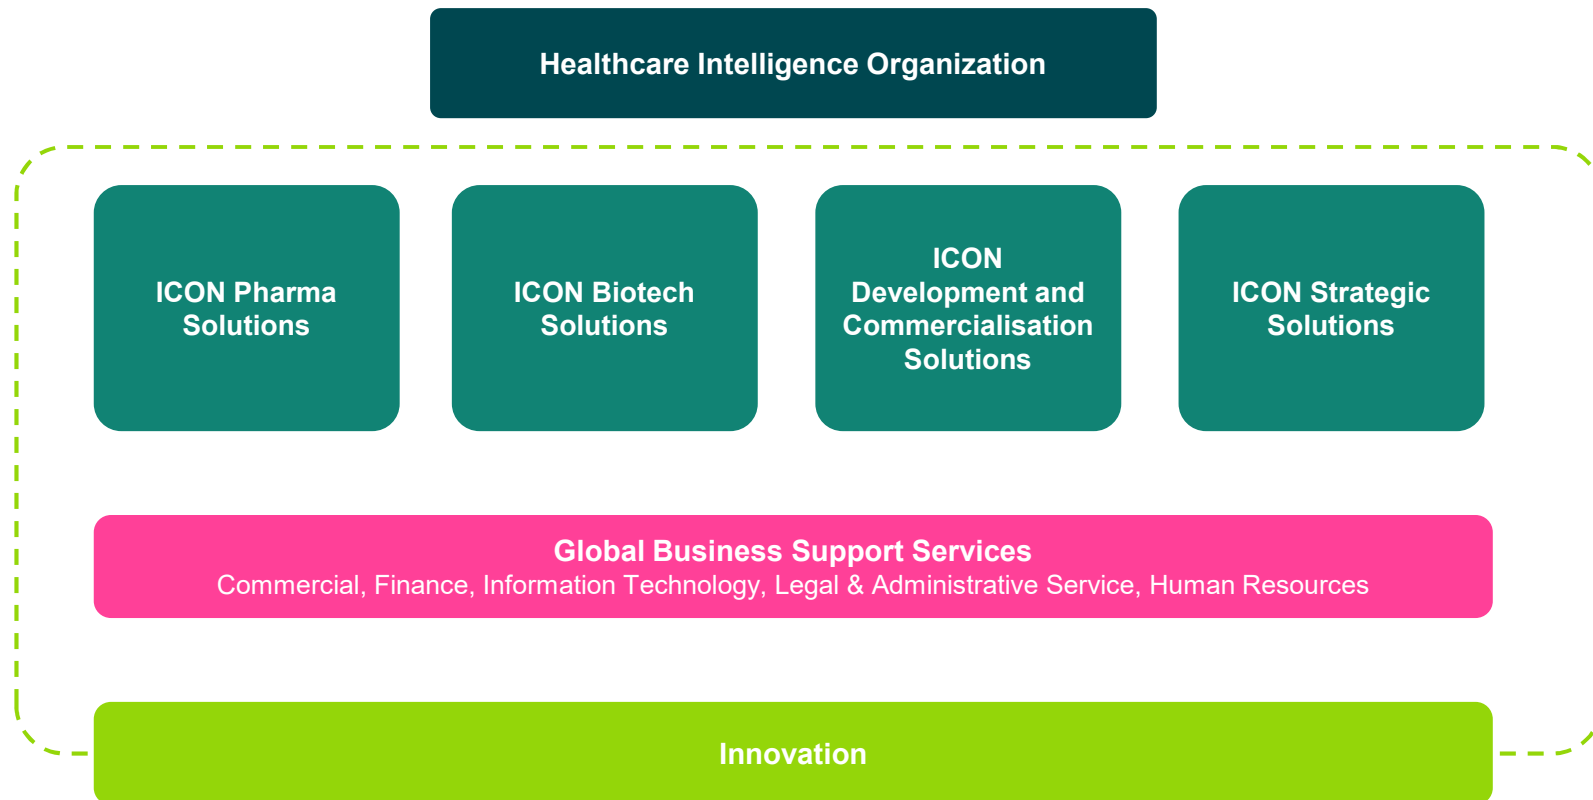 Healthcare Intelligence Organization
ICON Pharma
Solutions
ICON Biotech
Solutions
ICON
Development and
Commercialisation
Solutions
ICON Strategic
Solutions
Global Business Support Services
Commercial, Finance, Information Technology, Legal & Administrative Service, Human Resources
Innovation